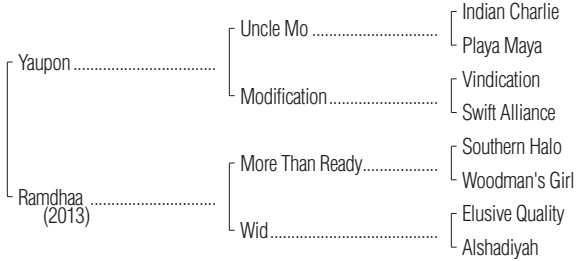 Indian Charlie
Uncle Mo
Playa Maya
Yaupon
Vindication
Modification
Swift Alliance
Southern Halo
More Than Ready
Woodman's Girl
Ramdhaa
(2013)
Elusive Quality
Wid
Alshadiyah